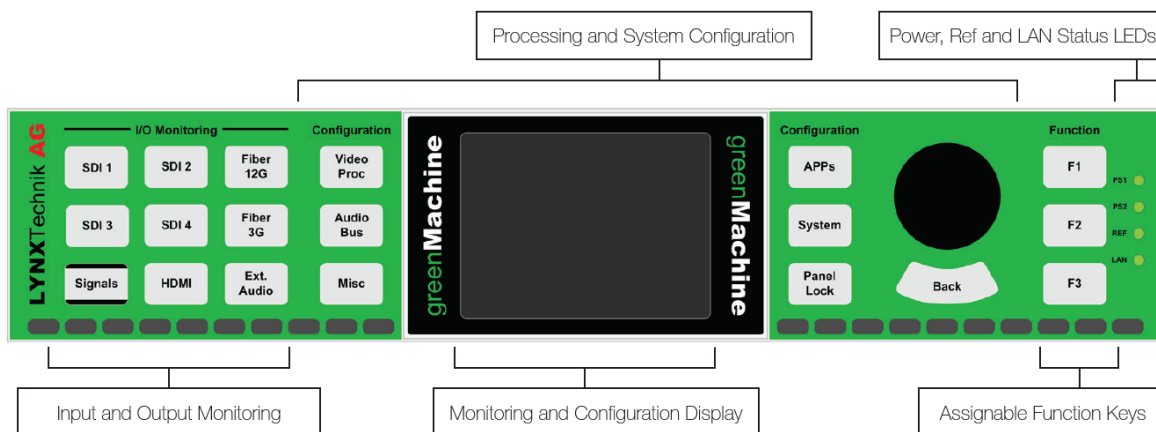 Processing and System Configuration
Power, Ref and LAN Status LEDs
LYNXTechnik AG
I/O Monitoring
Configuration
SDI 1
SDI 2
Fiber
12G
Video
Proc
SDI 3
SDI 4
Fiber
3G
Audio
Bus
Signals
HDMI
Ext.
Audio
Misc
greenMachine
greenMachine
Configuration
Function
APPs
F1
System
F2
Panel
Lock
Back
F3
PS1
PS2
REF
LAN
Input and Output Monitoring
Monitoring and Configuration Display
Assignable Function Keys